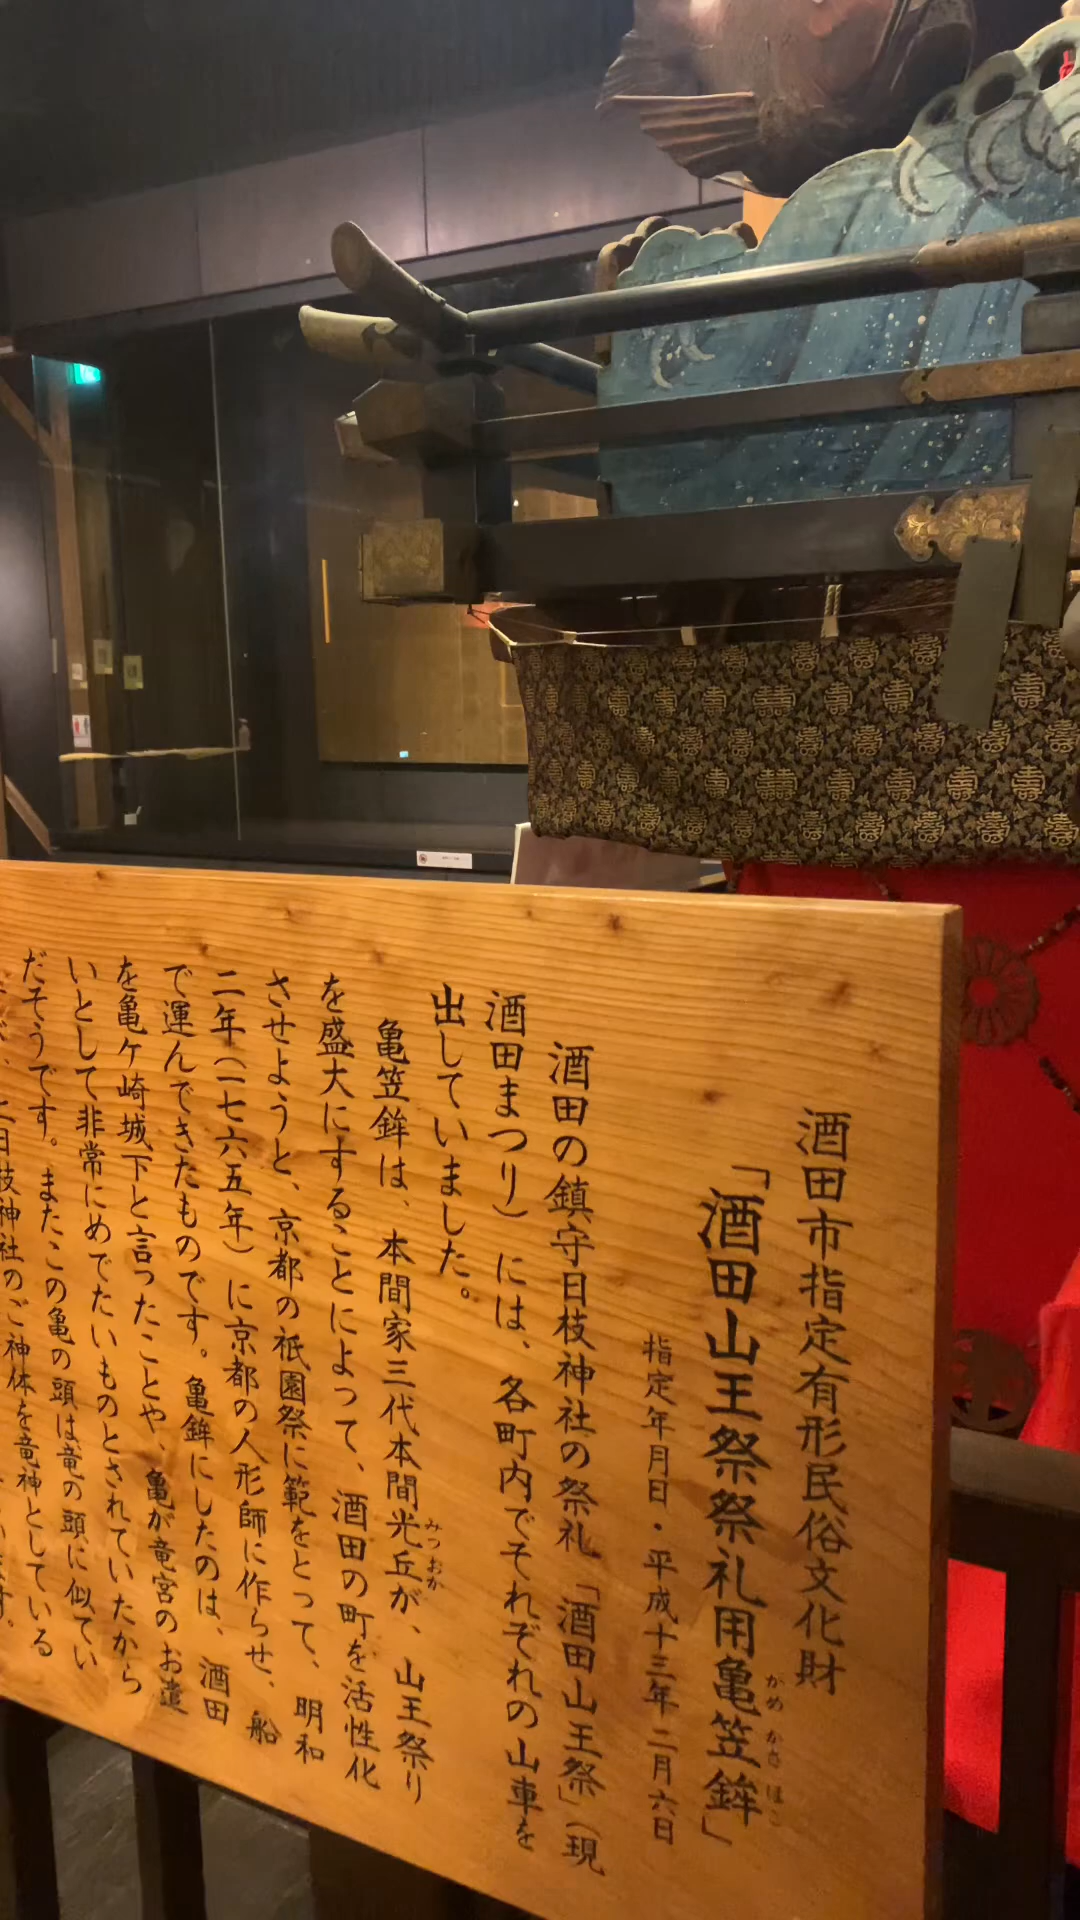 酒田市指定有形民俗文化財
「酒田山王祭祭礼用亀笠鉾」
かめかさほこ
指定年月日・平成十三年二月六日
酒田の鎮守日枝神社の祭礼「酒田山王祭」（現
酒田まつり）には、各町内でそれぞれの山車を
出していました。
亀笠鉾は、本間家三代本間光丘が、山王祭り
みつおか
を盛大にすることによって、酒田の町を活性化
させようと、京都の祇園祭に範をとって、明和
二年（一七六五年）に京都の人形師に作らせ、船
で運んできたものです。亀鉾にしたのは、酒田
を亀ケ崎城下と言ったことや、亀が竜宮のお遣
いとして非常にめでたいものとされていたから
だそうです。またこの亀の頭は竜の頭に似てい
日枝神社のご神体を竜神としている